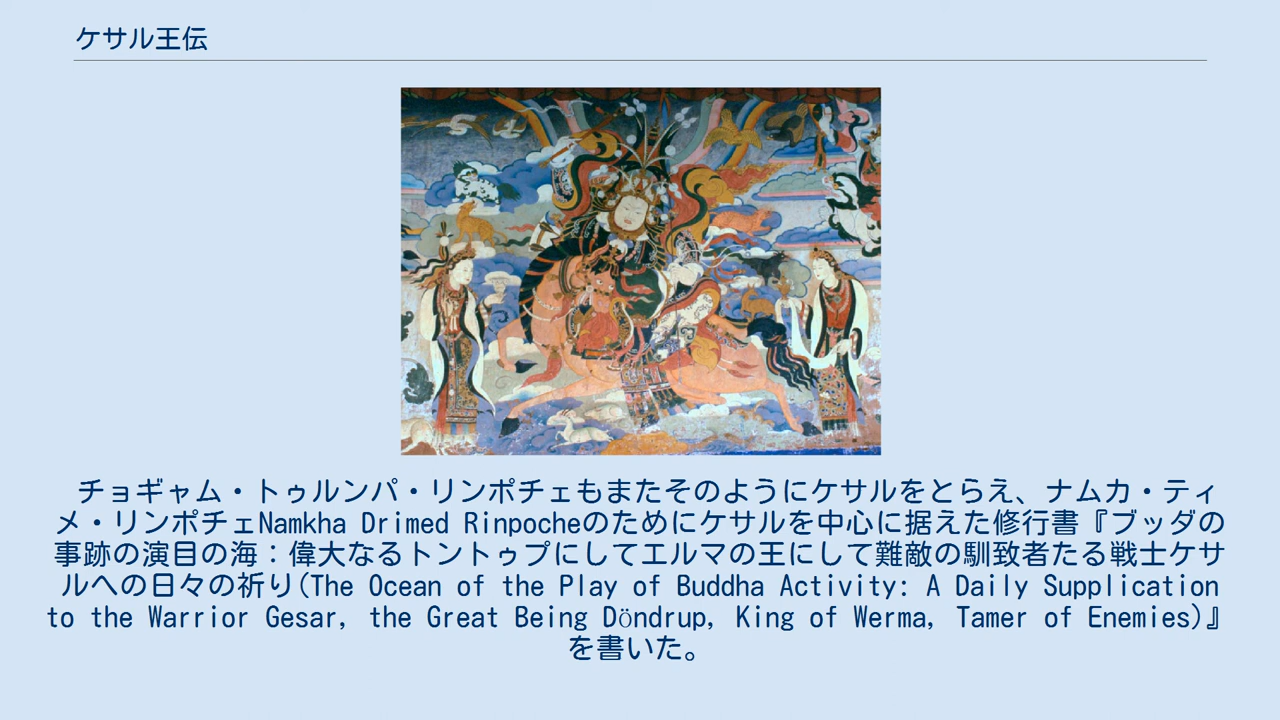 ケサル王伝
チョギャム・トゥルンパ・リンポチェもまたそのようにケサルをとらえ、ナムカ・ティ
メ・リンポチェNamkha Drimed Rinpocheのためにケサルを中心に据えた修行書『ブッダの
事跡の演目の海：偉大なるトントゥプにしてエルマの王にして難敵の馴致者たる戦士ケサ
ルへの日々の祈り(The Ocean of the Play of Buddha Activity: A Daily Supplication
to the Warrior Gesar, the Great Being Döndrup, King of Werma, Tamer of Enemies)』
を書いた。